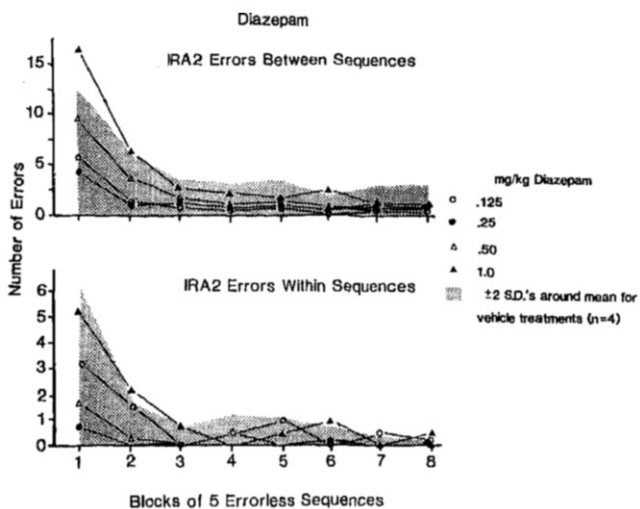 Diazepam
IRA2 Errors Between Sequences
15
10
5
0
Number of Errors
mg/kg Diazepam
.125
.25
.50
1.0
±2 S.D.'s around mean for
vehicle treatments (n=4)
IRA2 Errors Within Sequences
6
5
4
3
2
1
0
1 2 3 4 5 6 7 8
Blocks of 5 Errorless Sequences